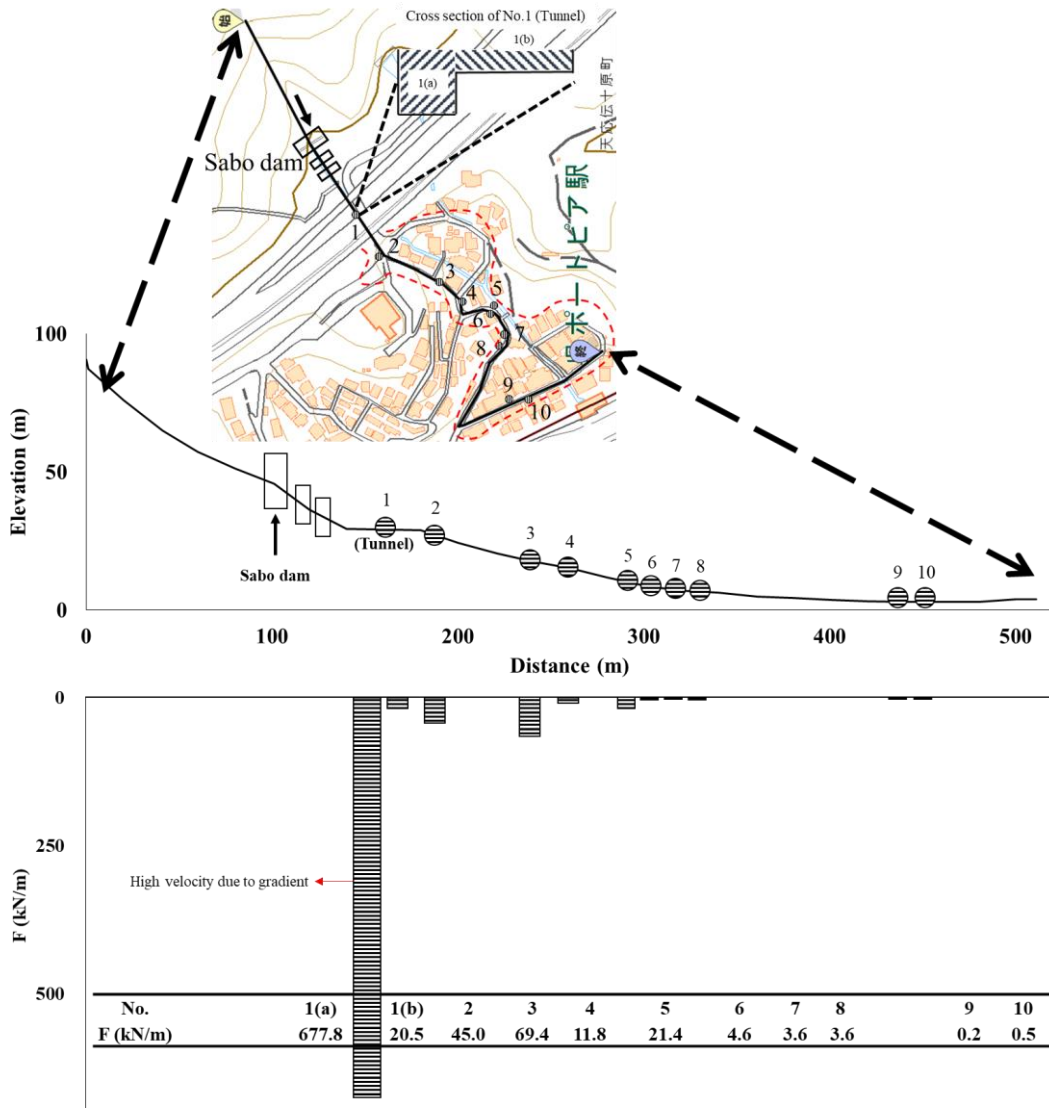 始
Cross section of No.1 (Tunnel)
1(b)
1(a)
天応伝十原町
Sabo dam
ポートピア駅
1
2
3
4
5
6
7
8
9
10
終
Elevation (m)
100
50
0
1
2
3
4
5
6
7
8
9
10
(Tunnel)
Sabo dam
0
100
200
300
400
500
Distance (m)
F (kN/m)
0
250
500
High velocity due to gradient
No. 1(a) 1(b) 2 3 4 5 6 7 8 9 10
F (kN/m) 677.8 20.5 45.0 69.4 11.8 21.4 4.6 3.6 3.6 0.2 0.5